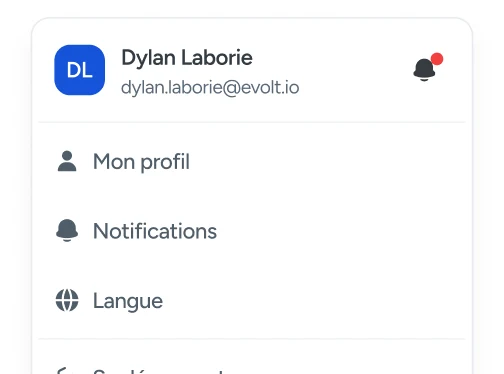 DL
Dylan Laborie
dylan.laborie@evolt.io
Mon profil
Notifications
Langue